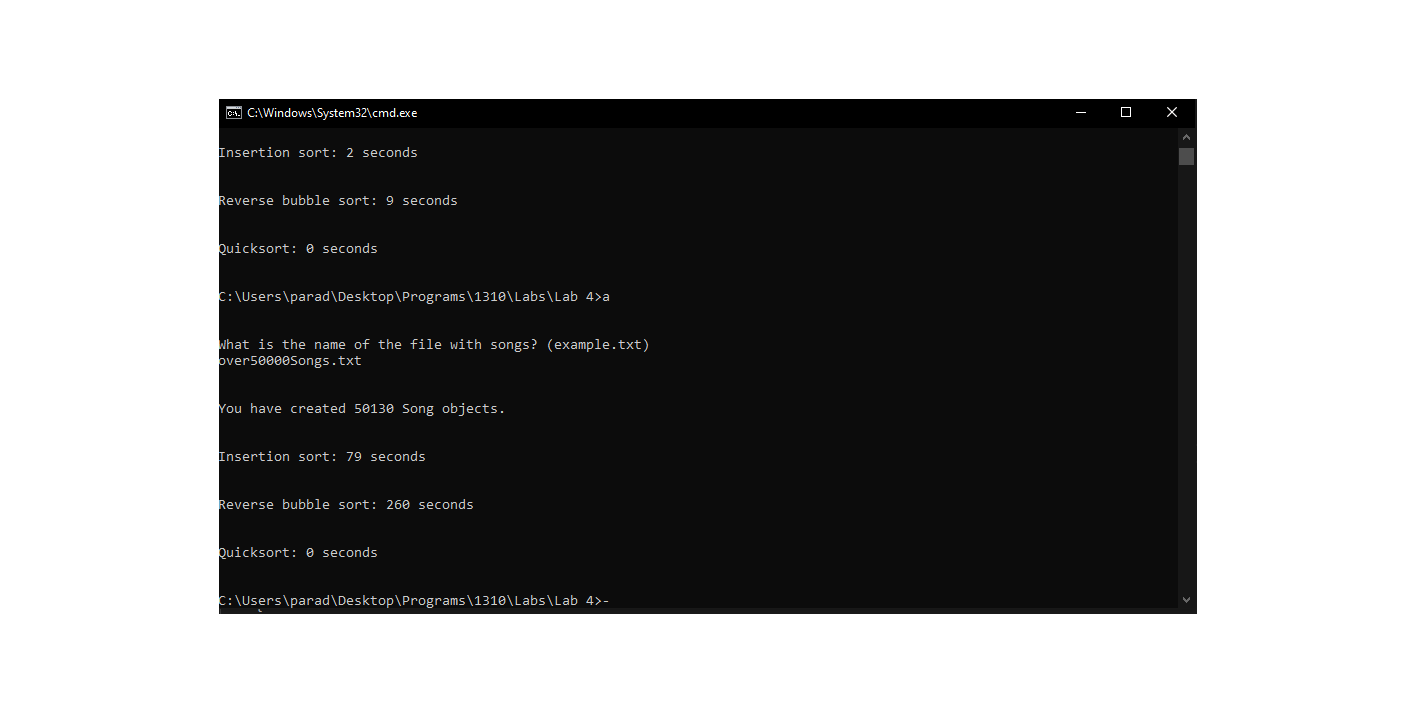 C:\Windows\System32\cmd.exe
Insertion sort: 2 seconds
Reverse bubble sort: 9 seconds
Quicksort: 0 seconds
C:\Users\parad\Desktop\Programs\1310\Labs\Lab 4>a
What is the name of the file with songs? (example.txt)
over50000Songs.txt
You have created 50130 Song objects.
Insertion sort: 79 seconds
Reverse bubble sort: 260 seconds
Quicksort: 0 seconds
C:\Users\parad\Desktop\Programs\1310\Labs\Lab 4>-